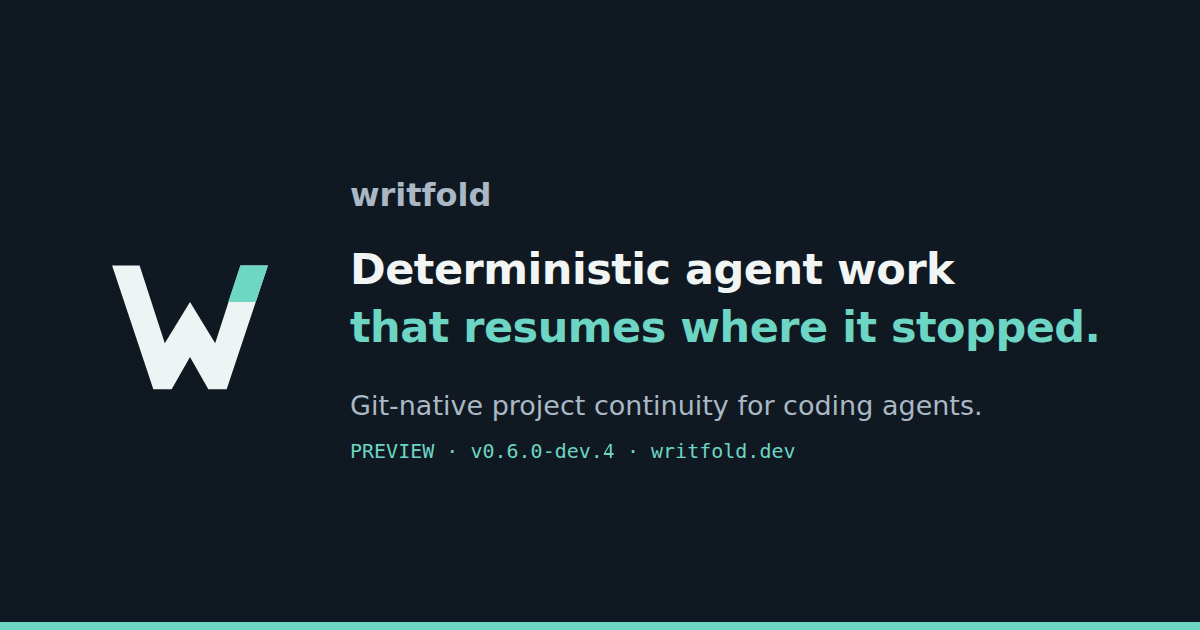 writfold
Deterministic agent work
that resumes where it stopped.
Git-native project continuity for coding agents.
PREVIEW · v0.6.0-dev.4 · writfold.dev